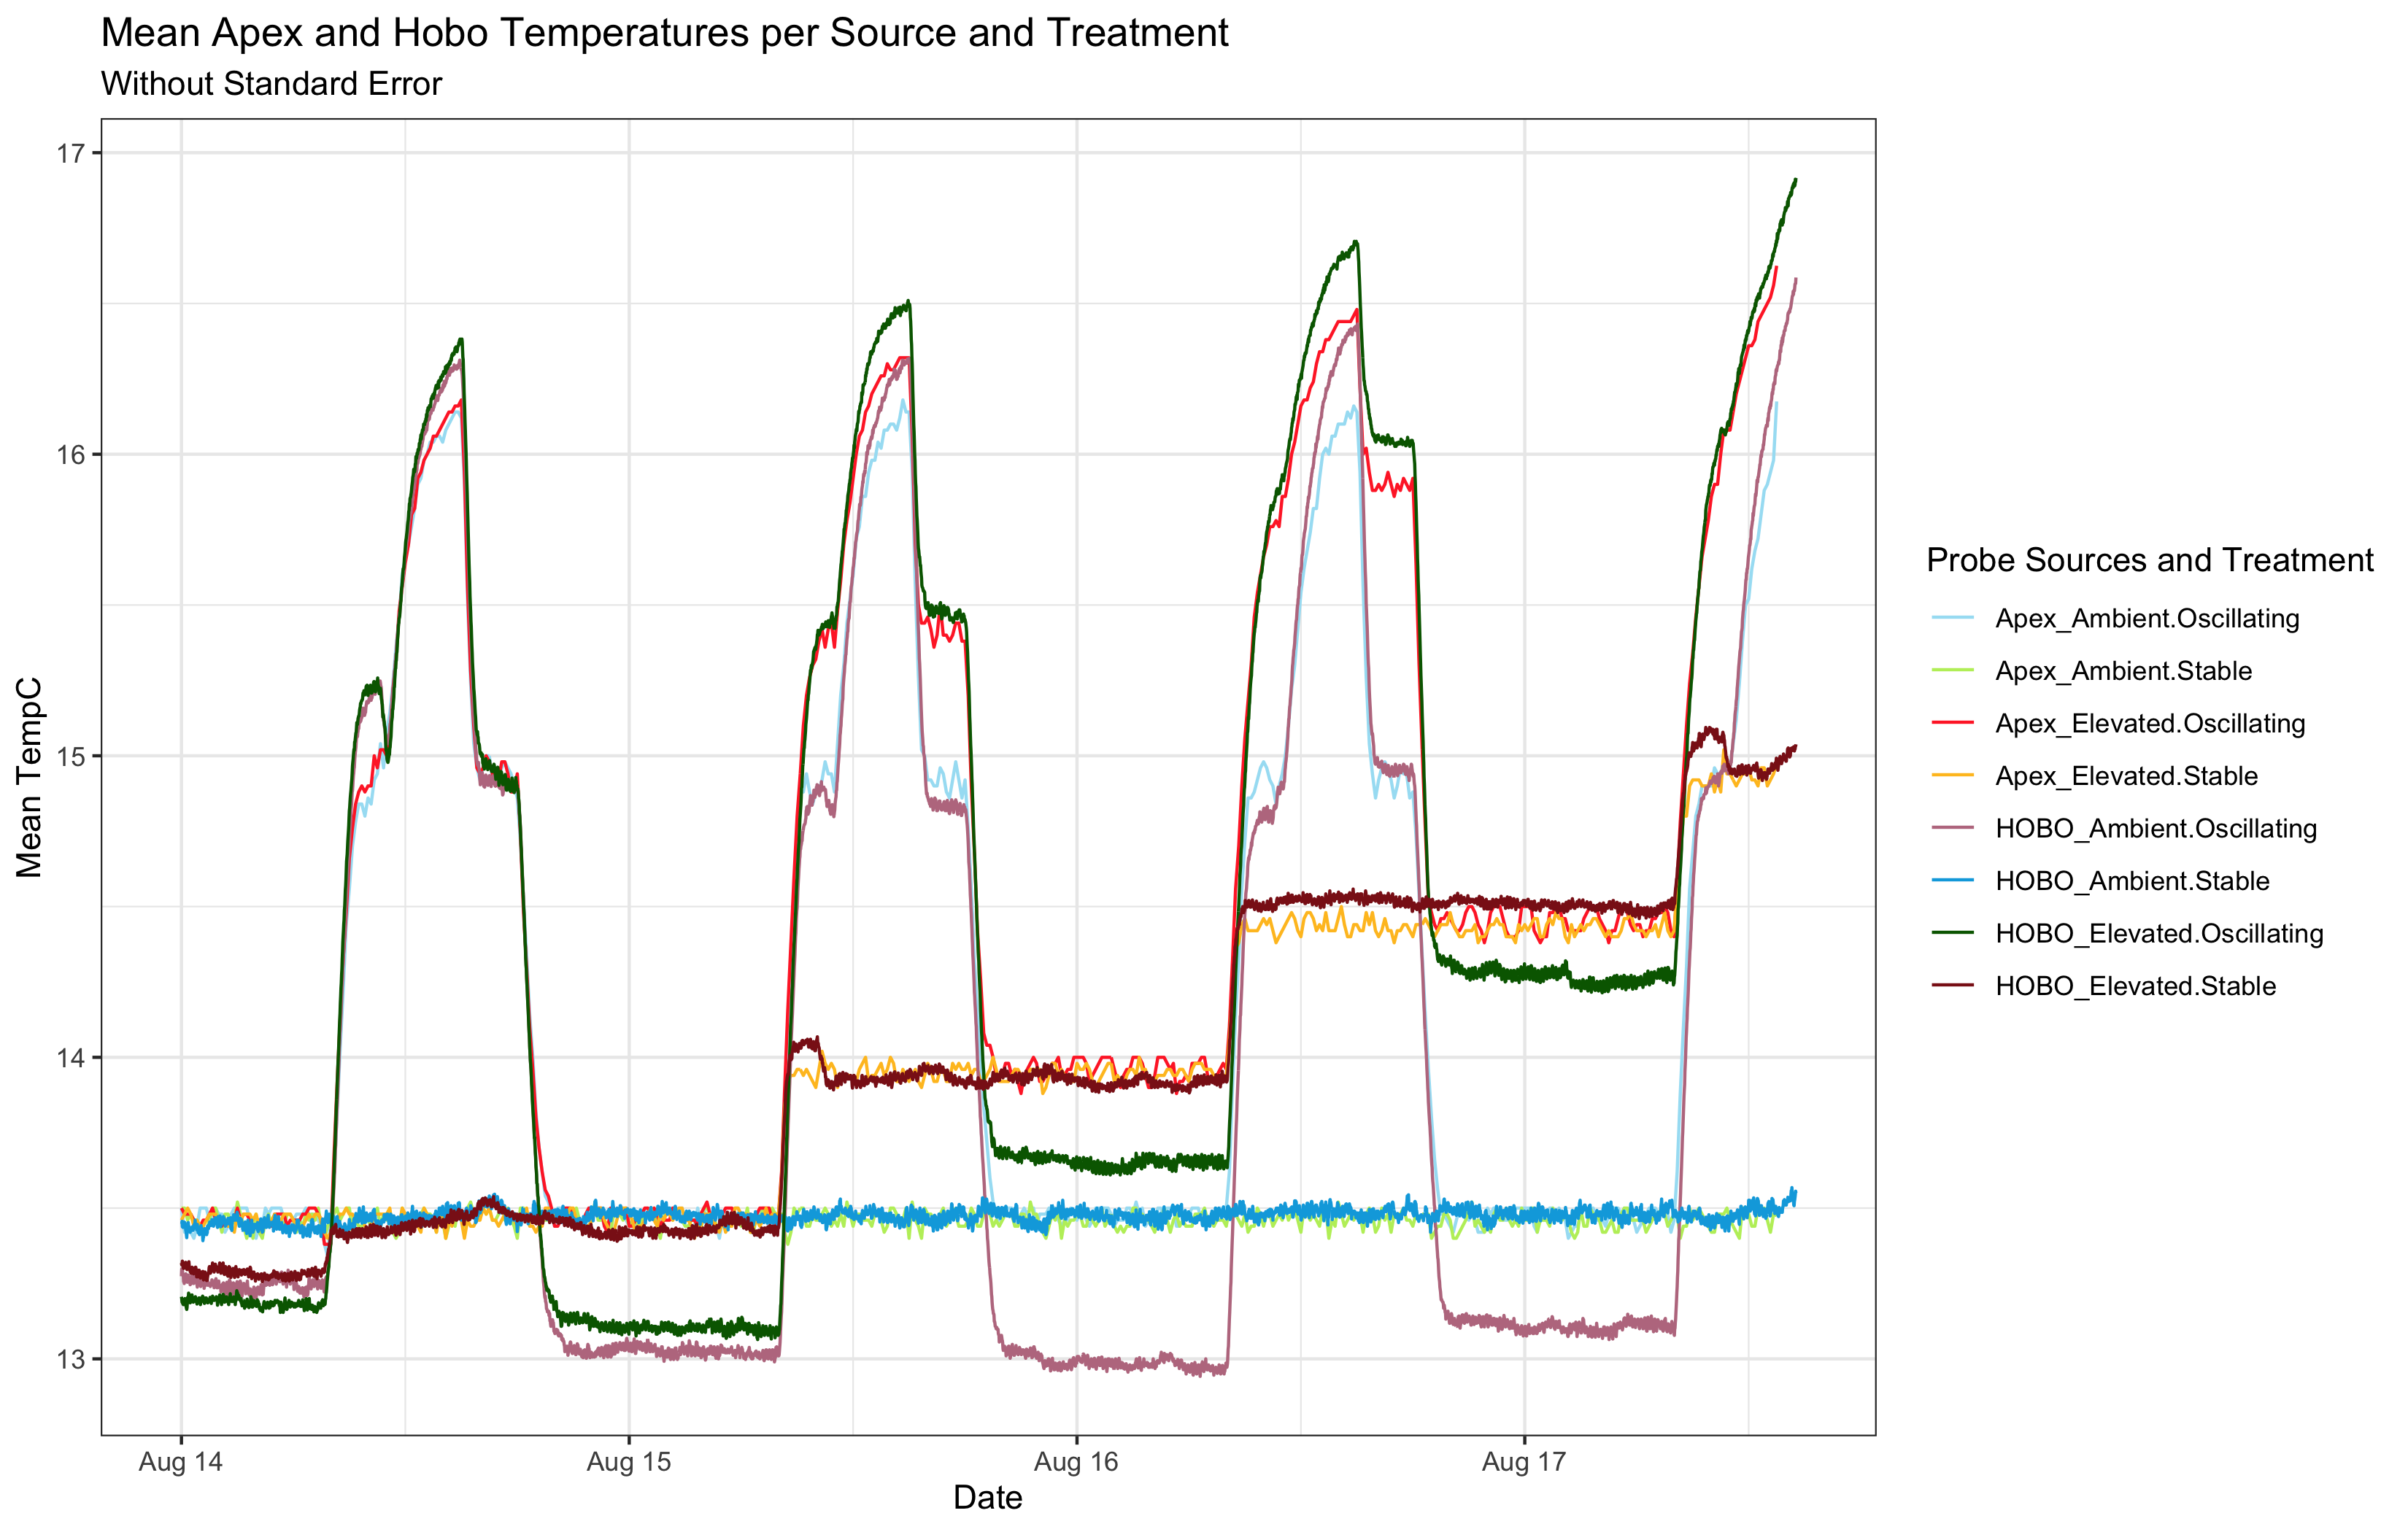 Mean Apex and Hobo Temperatures per Source and Treatment
Without Standard Error
Mean TempC
17
16
15
14
13
Aug 14
Aug 15
Aug 16
Aug 17
Date
Probe Sources and Treatment
Apex_Ambient.Oscillating
Apex_Ambient.Stable
Apex_Elevated.Oscillating
Apex_Elevated.Stable
HOBO_Ambient.Oscillating
HOBO_Ambient.Stable
HOBO_Elevated.Oscillating
HOBO_Elevated.Stable